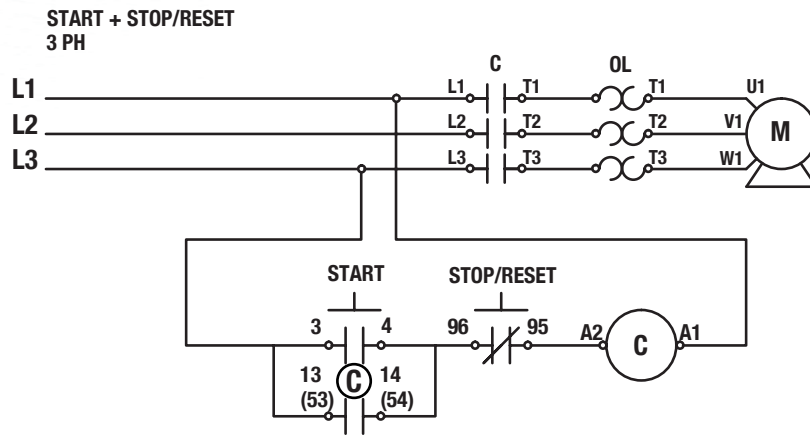 START + STOP/RESET
3 PH
C OL
L1 L1 T1 T1 U1
L2 L2 T2 T2 V1 M
L3 L3 T3 T3 W1
START STOP/RESET
3 4 96 95 A2 C A1
13 C 14
(53) (54)